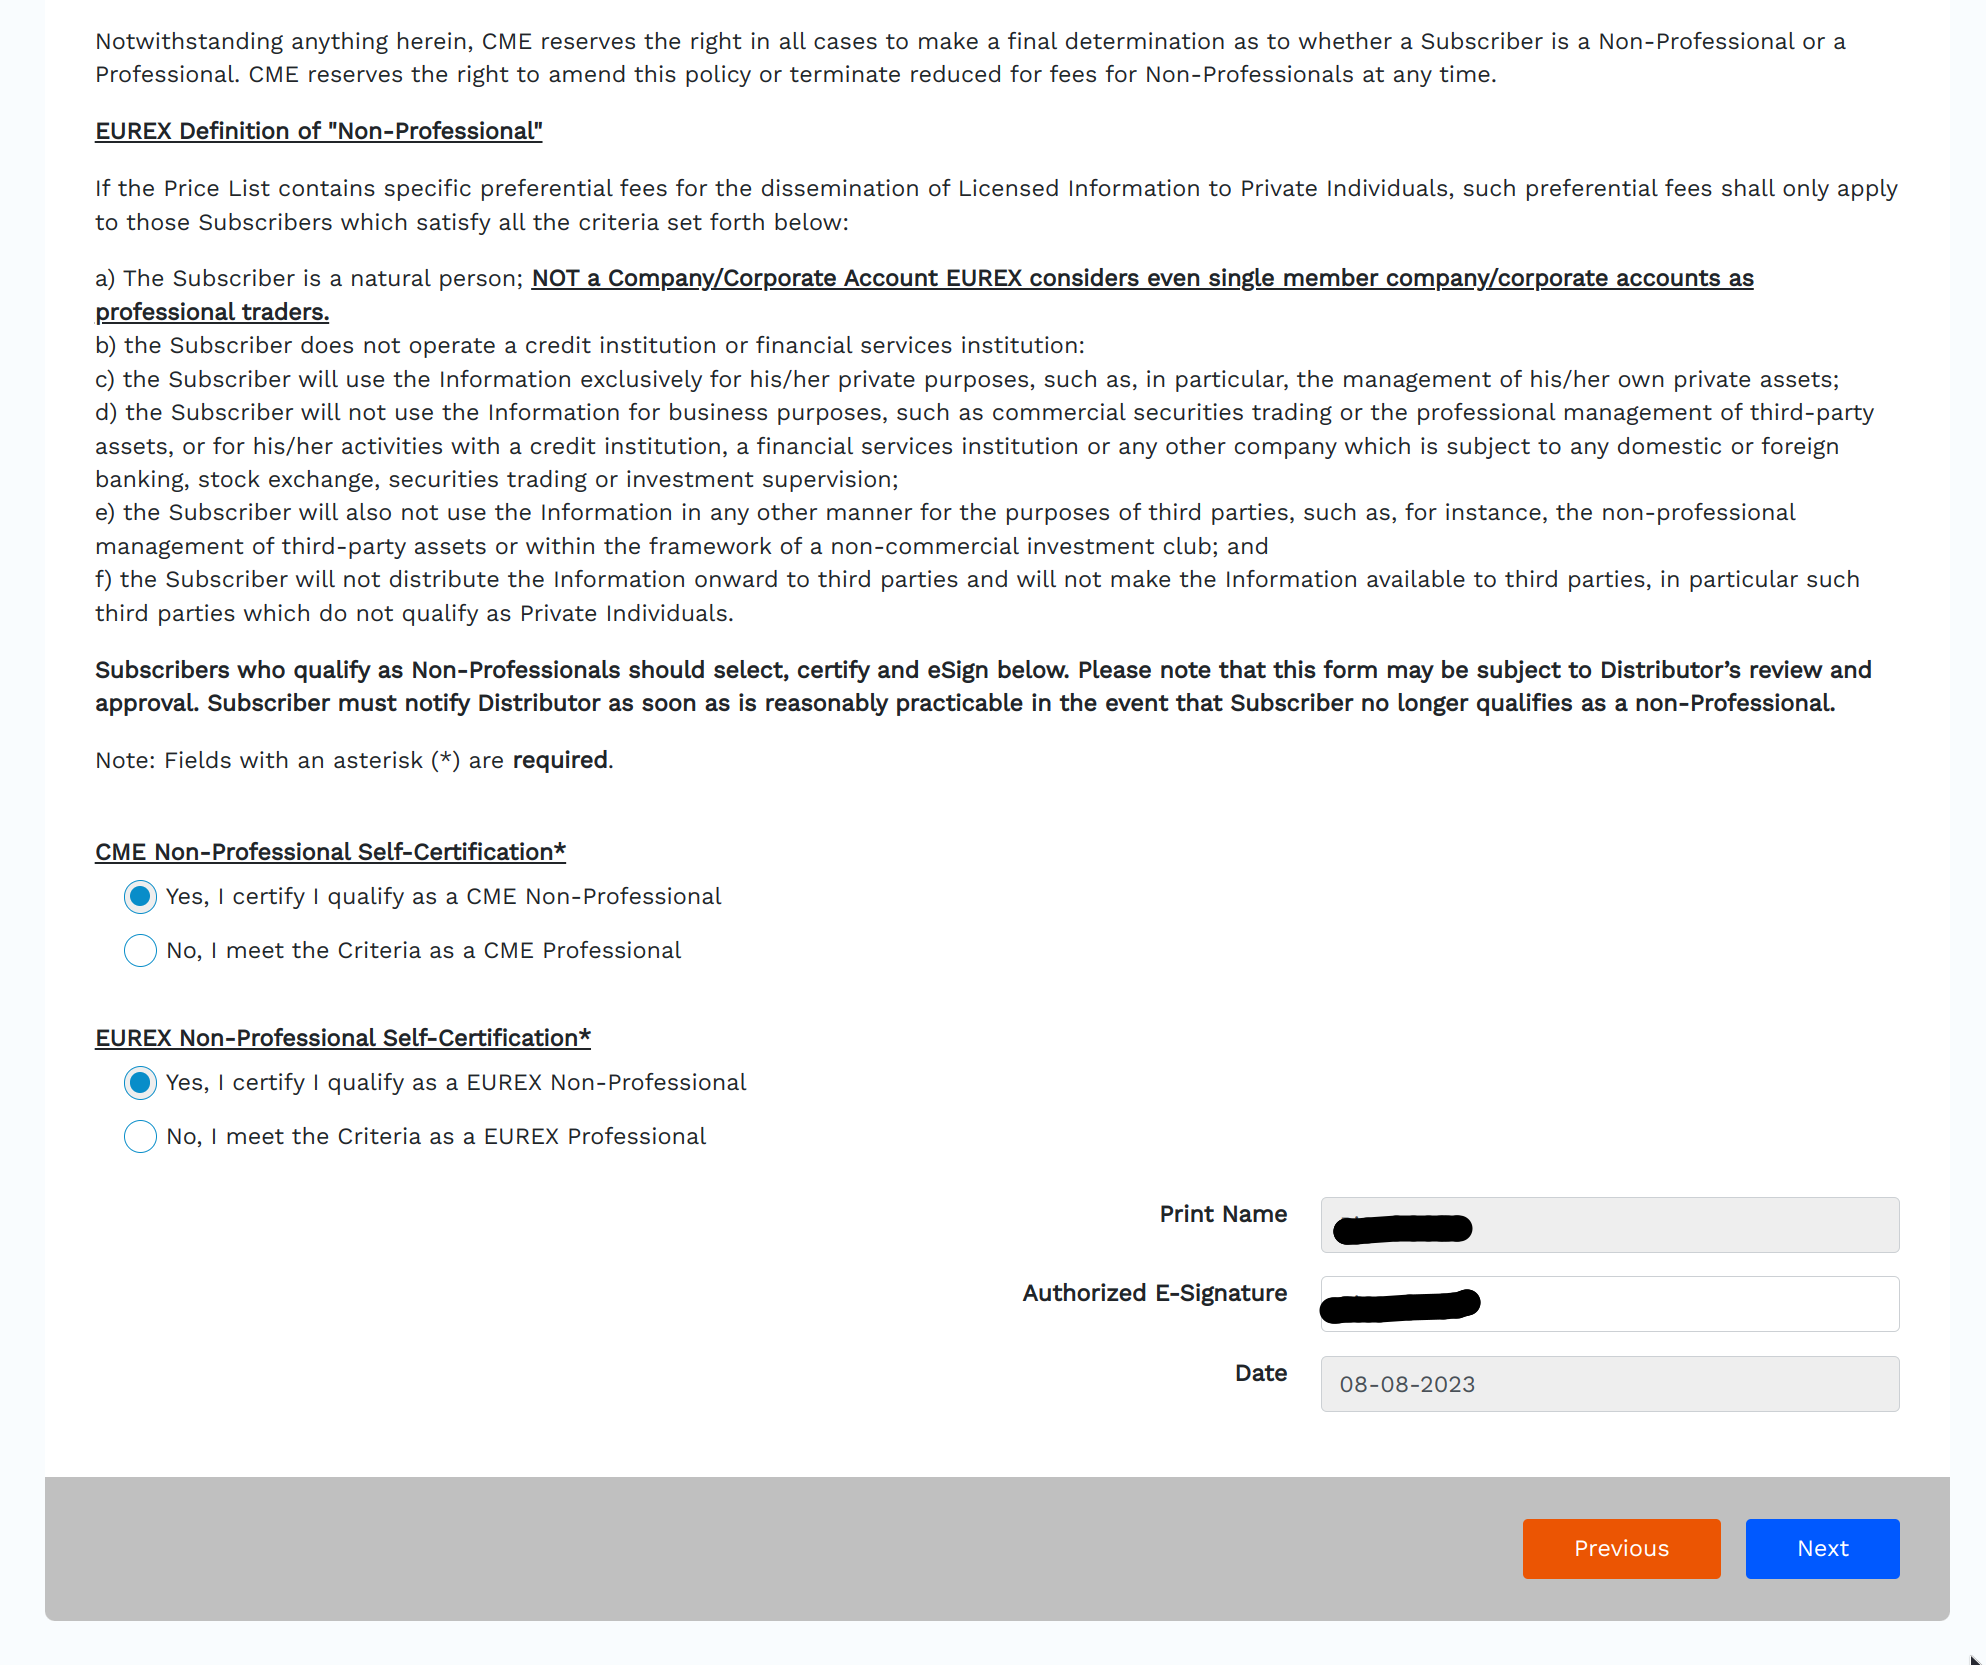 Notwithstanding anything herein, CME reserves the right in all cases to make a final determination as to whether a Subscriber is a Non-Professional or a
Professional. CME reserves the right to amend this policy or terminate reduced for fees for Non-Professionals at any time.
EUREX Definition of "Non-Professional"
If the Price List contains specific preferential fees for the dissemination of Licensed Information to Private Individuals, such preferential fees shall only apply
to those Subscribers which satisfy all the criteria set forth below:
a) The Subscriber is a natural person; NOT a Company/Corporate Account EUREX considers even single member company/corporate accounts as
professional traders.
b) the Subscriber does not operate a credit institution or financial services institution:
c) the Subscriber will use the Information exclusively for his/her private purposes, such as, in particular, the management of his/her own private assets;
d) the Subscriber will not use the Information for business purposes, such as commercial securities trading or the professional management of third-party
assets, or for his/her activities with a credit institution, a financial services institution or any other company which is subject to any domestic or foreign
banking, stock exchange, securities trading or investment supervision;
e) the Subscriber will also not use the Information in any other manner for the purposes of third parties, such as, for instance, the non-professional
management of third-party assets or within the framework of a non-commercial investment club; and
f) the Subscriber will not distribute the Information onward to third parties and will not make the Information available to third parties, in particular such
third parties which do not qualify as Private Individuals.
Subscribers who qualify as Non-Professionals should select, certify and eSign below. Please note that this form may be subject to Distributor’s review and
approval. Subscriber must notify Distributor as soon as is reasonably practicable in the event that Subscriber no longer qualifies as a non-Professional.
Note: Fields with an asterisk (*) are required.
CME Non-Professional Self-Certification*
Yes, I certify I qualify as a CME Non-Professional
No, I meet the Criteria as a CME Professional
EUREX Non-Professional Self-Certification*
Yes, I certify I qualify as a EUREX Non-Professional
No, I meet the Criteria as a EUREX Professional
Print Name
Authorized E-Signature
Date 08-08-2023
Previous Next